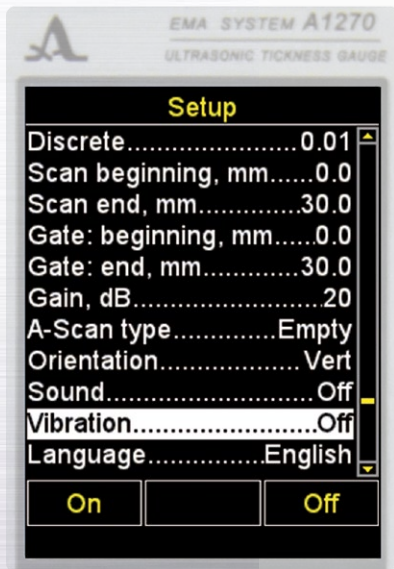 EMA SYSTEM A1270
ULTRASONIC TICKNESS GAUGE
Setup
Discrete.......................0.01
Scan beginning, mm......0.0
Scan end, mm.............30.0
Gate: beginning, mm......0.0
Gate: end, mm.............30.0
Gain, dB.........................20
A-Scan type..............Empty
Orientation..................Vert
Sound...........................Off
Vibration.........................Off
Language................English
On Off